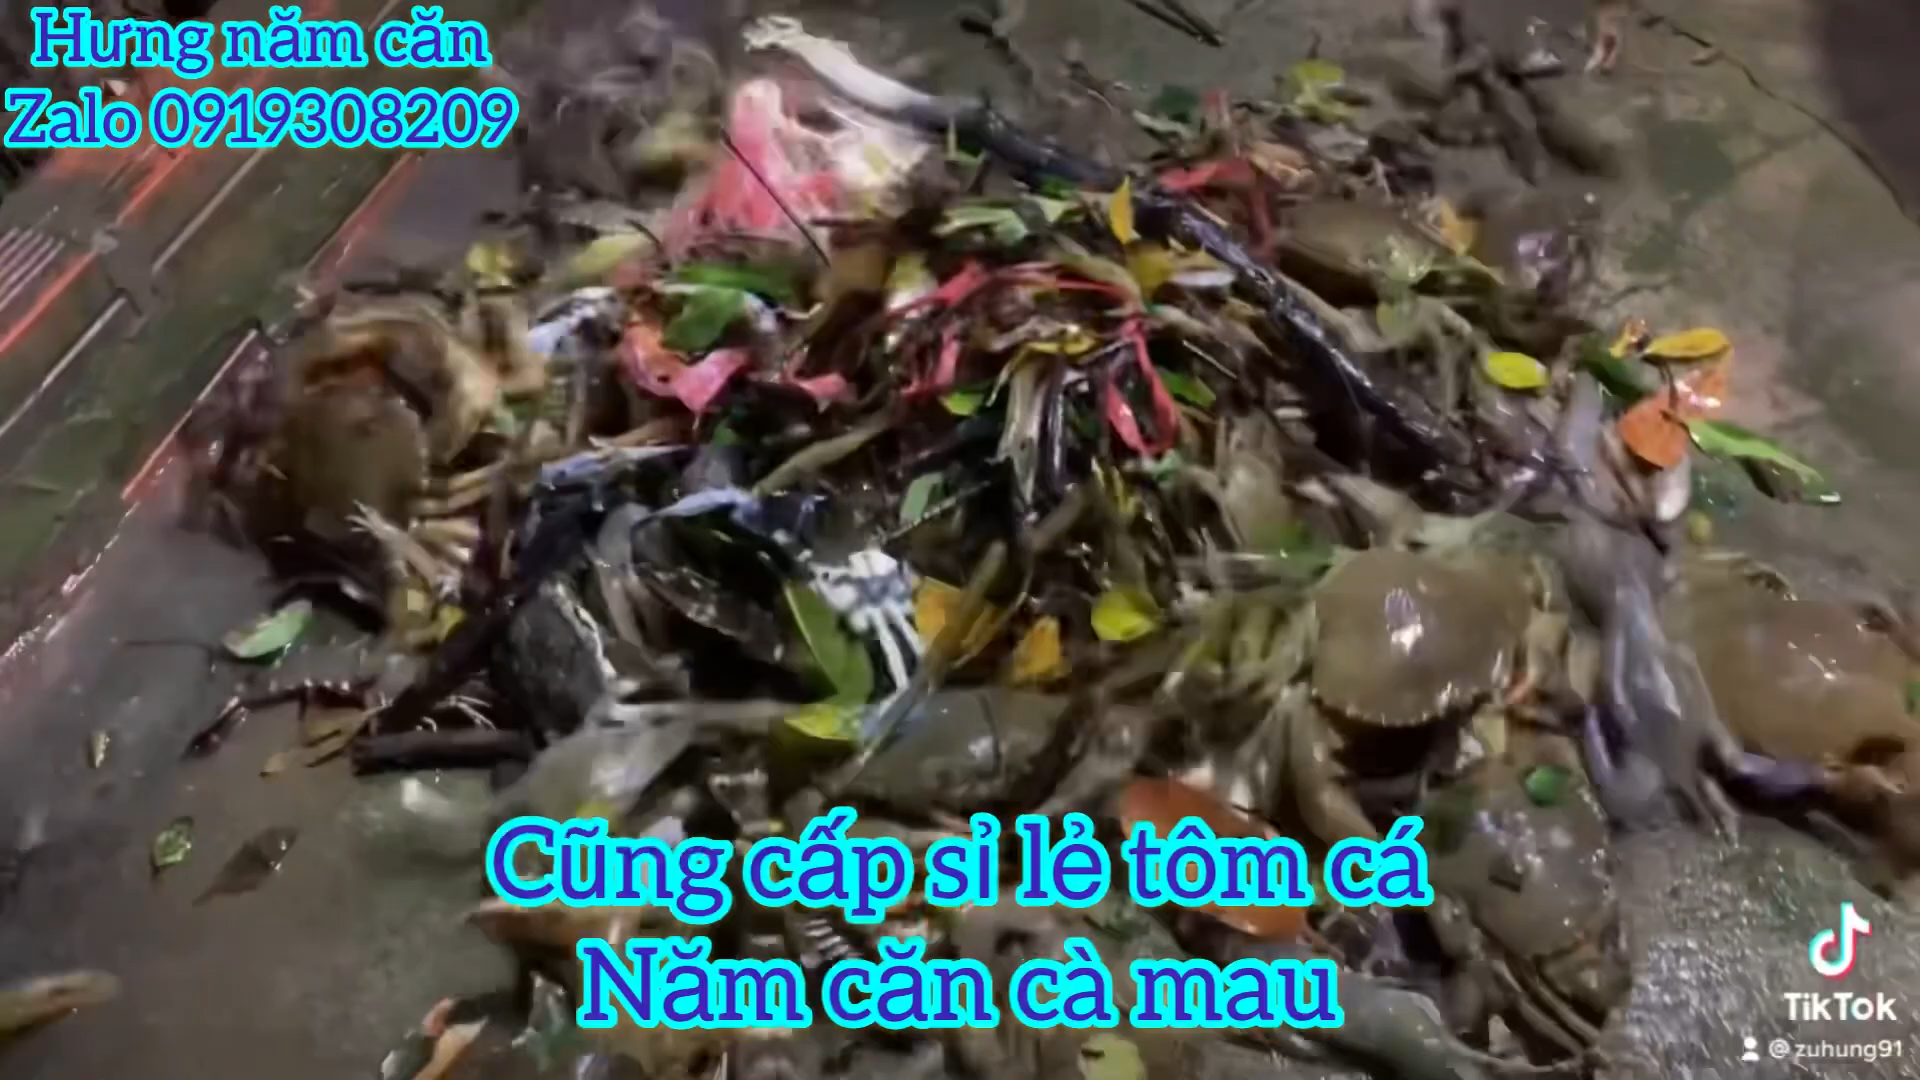 Hưng năm căn
Zalo 0919308209
Cũng cấp sỉ lẻ tôm cá
Năm căn cà mau
TikTok
@zuhung91